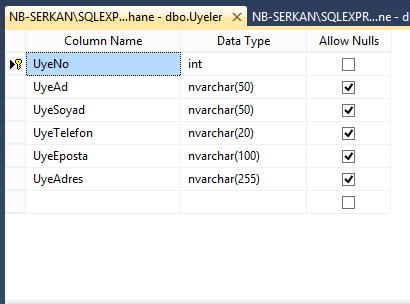 NB-SERKAN\SQLEXPR...hane - dbo.Uyeler
NB-SERKAN\SQLEXPR...ne - d
Column Name Data Type Allow Nulls
UyeNo int
UyeAd nvarchar(50)
UyeSoyad nvarchar(50)
UyeTelefon nvarchar(20)
UyeEposta nvarchar(100)
UyeAdres nvarchar(255)